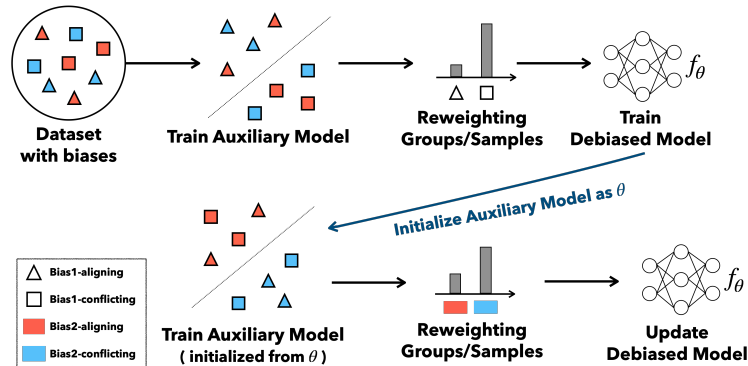 Dataset
with biases
Train Auxiliary Model
Reweighting
Groups/Samples
Train
Debiased Model
fθ
Initialize Auxiliary Model as θ
Bias1-aligning
Bias1-conflicting
Bias2-aligning
Bias2-conflicting
Train Auxiliary Model
( initialized from θ )
Reweighting
Groups/Samples
Update
Debiased Model
fθ